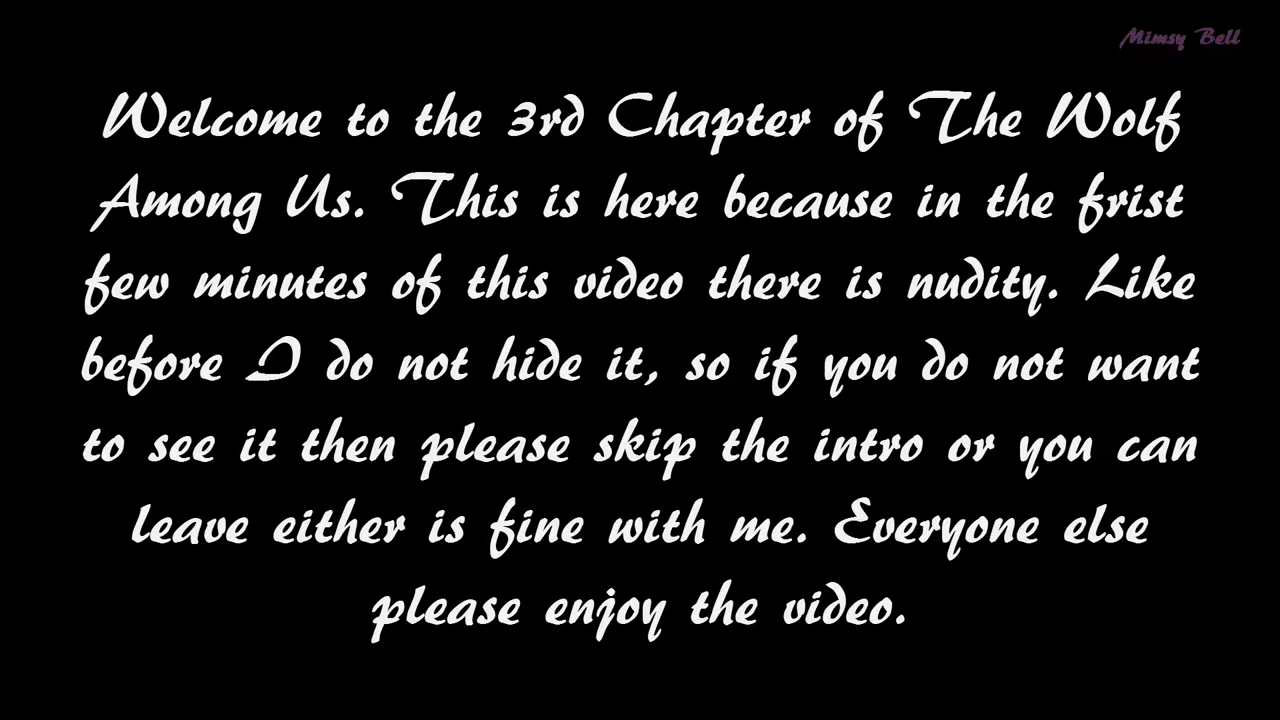 Mimsy Bell
Welcome to the 3rd Chapter of The Wolf
Among Us. This is here because in the frist
few minutes of this video there is nudity. Like
before I do not hide it, so if you do not want
to see it then please skip the intro or you can
leave either is fine with me. Everyone else
please enjoy the video.